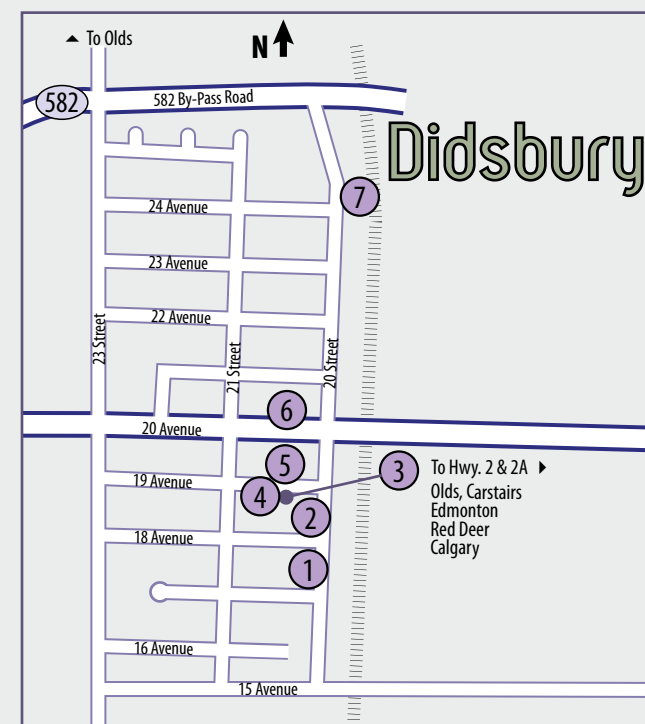 To Olds
N
582
582 By-Pass Road
Didsbury
7
24 Avenue
23 Avenue
22 Avenue
23 Street
21 Street
20 Street
6
20 Avenue
5
3
To Hwy. 2 & 2A
Olds, Carstairs
Edmonton
Red Deer
Calgary
19 Avenue
4
2
18 Avenue
1
16 Avenue
15 Avenue